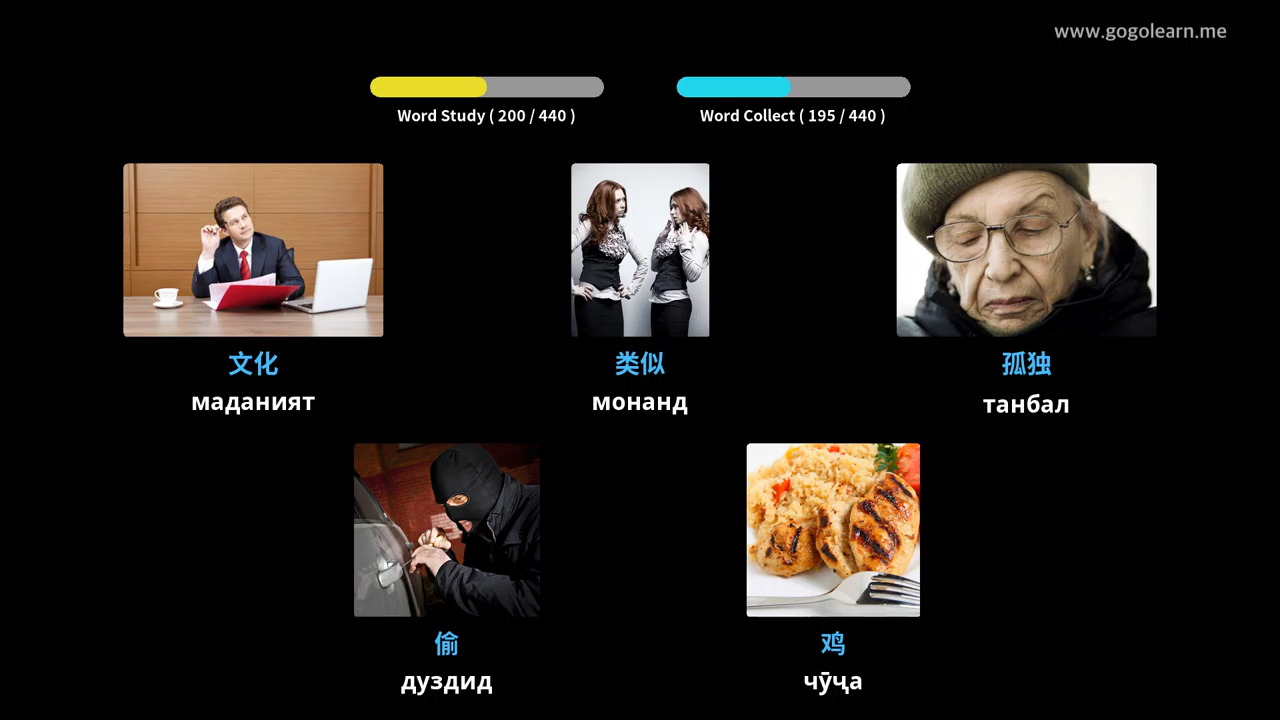 www.gogolearn.me
Word Study ( 200 / 440 )
Word Collect ( 195 / 440 )
文化
маданият
类似
монанд
孤独
танбал
偷
дуздид
鸡
чӯҷа